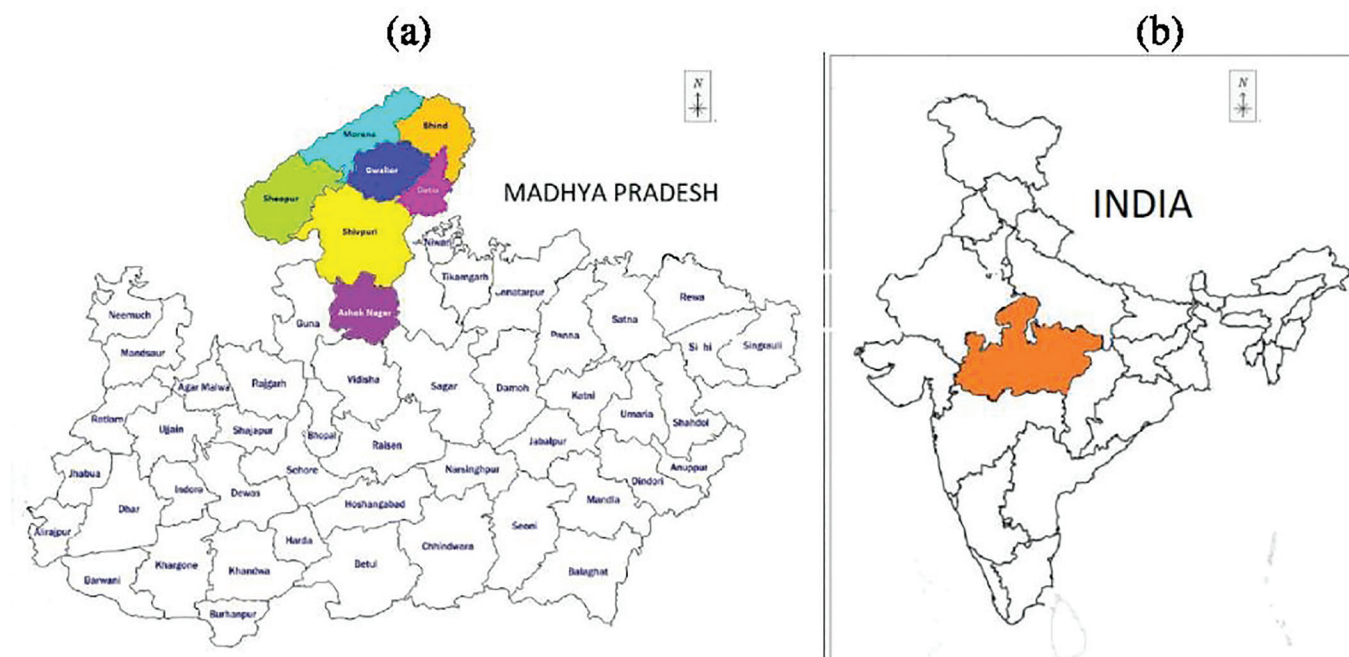 (a)
(b)
N
N
Morena
Bhind
Gwalior
Datia
Sheopur
MADHYA PRADESH
INDIA
Shivpuri
Niwari
Tikamgarh
Ashok Nagar
Guna
Neemuch
Rewa
Satna
Panna
Si hi
Singrauli
Mandsaur
Agar Malwa
Rajgarh
Vidisha
Sagar
Damoh
Katni
Umaria
Shahdol
Ratlam
Ujjain
Shajapur
Bhopal
Raisen
Jabalpur
Jhabua
Indore
Dewas
Sehore
Narsinghpur
Anuppur
Dindori
Dhar
Hoshangabad
Mandla
Alirajpur
Harda
Seoni
Chhindwara
Barwani
Khargone
Khandwa
Betul
Balaghat
Burhanpur